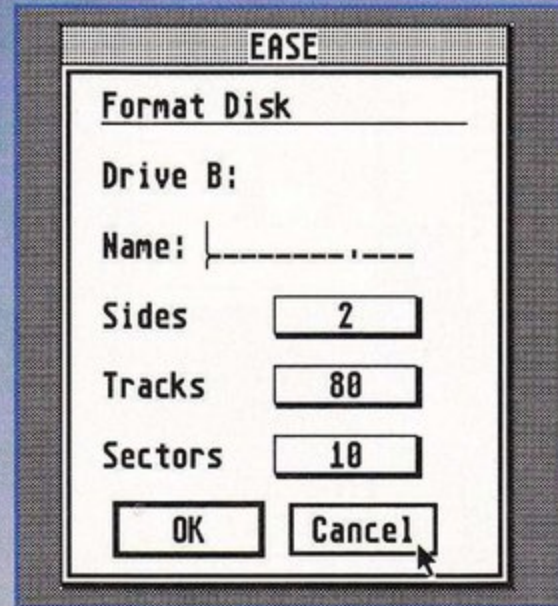 EASE
Format Disk
Drive B:
Name: ________.___
Sides 2
Tracks 80
Sectors 10
OK Cancel